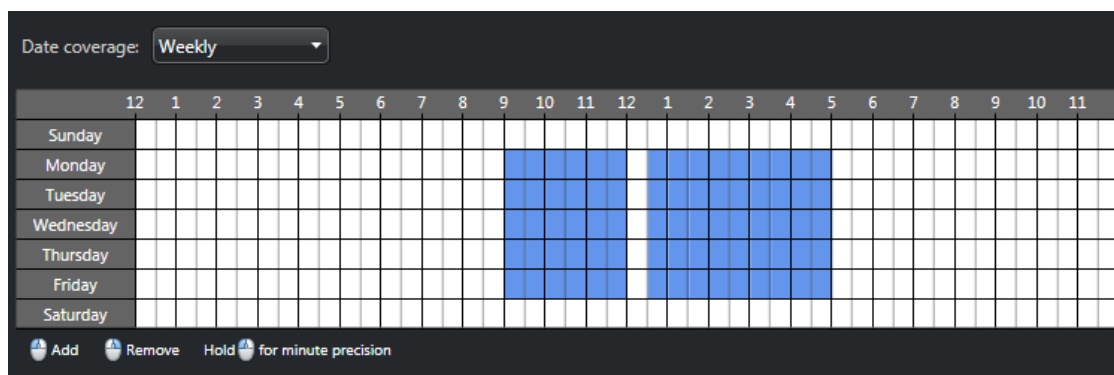 Date coverage: Weekly
12 1 2 3 4 5 6 7 8 9 10 11 12 1 2 3 4 5 6 7 8 9 10 11
Sunday
Monday
Tuesday
Wednesday
Thursday
Friday
Saturday
Add Remove Hold for minute precision